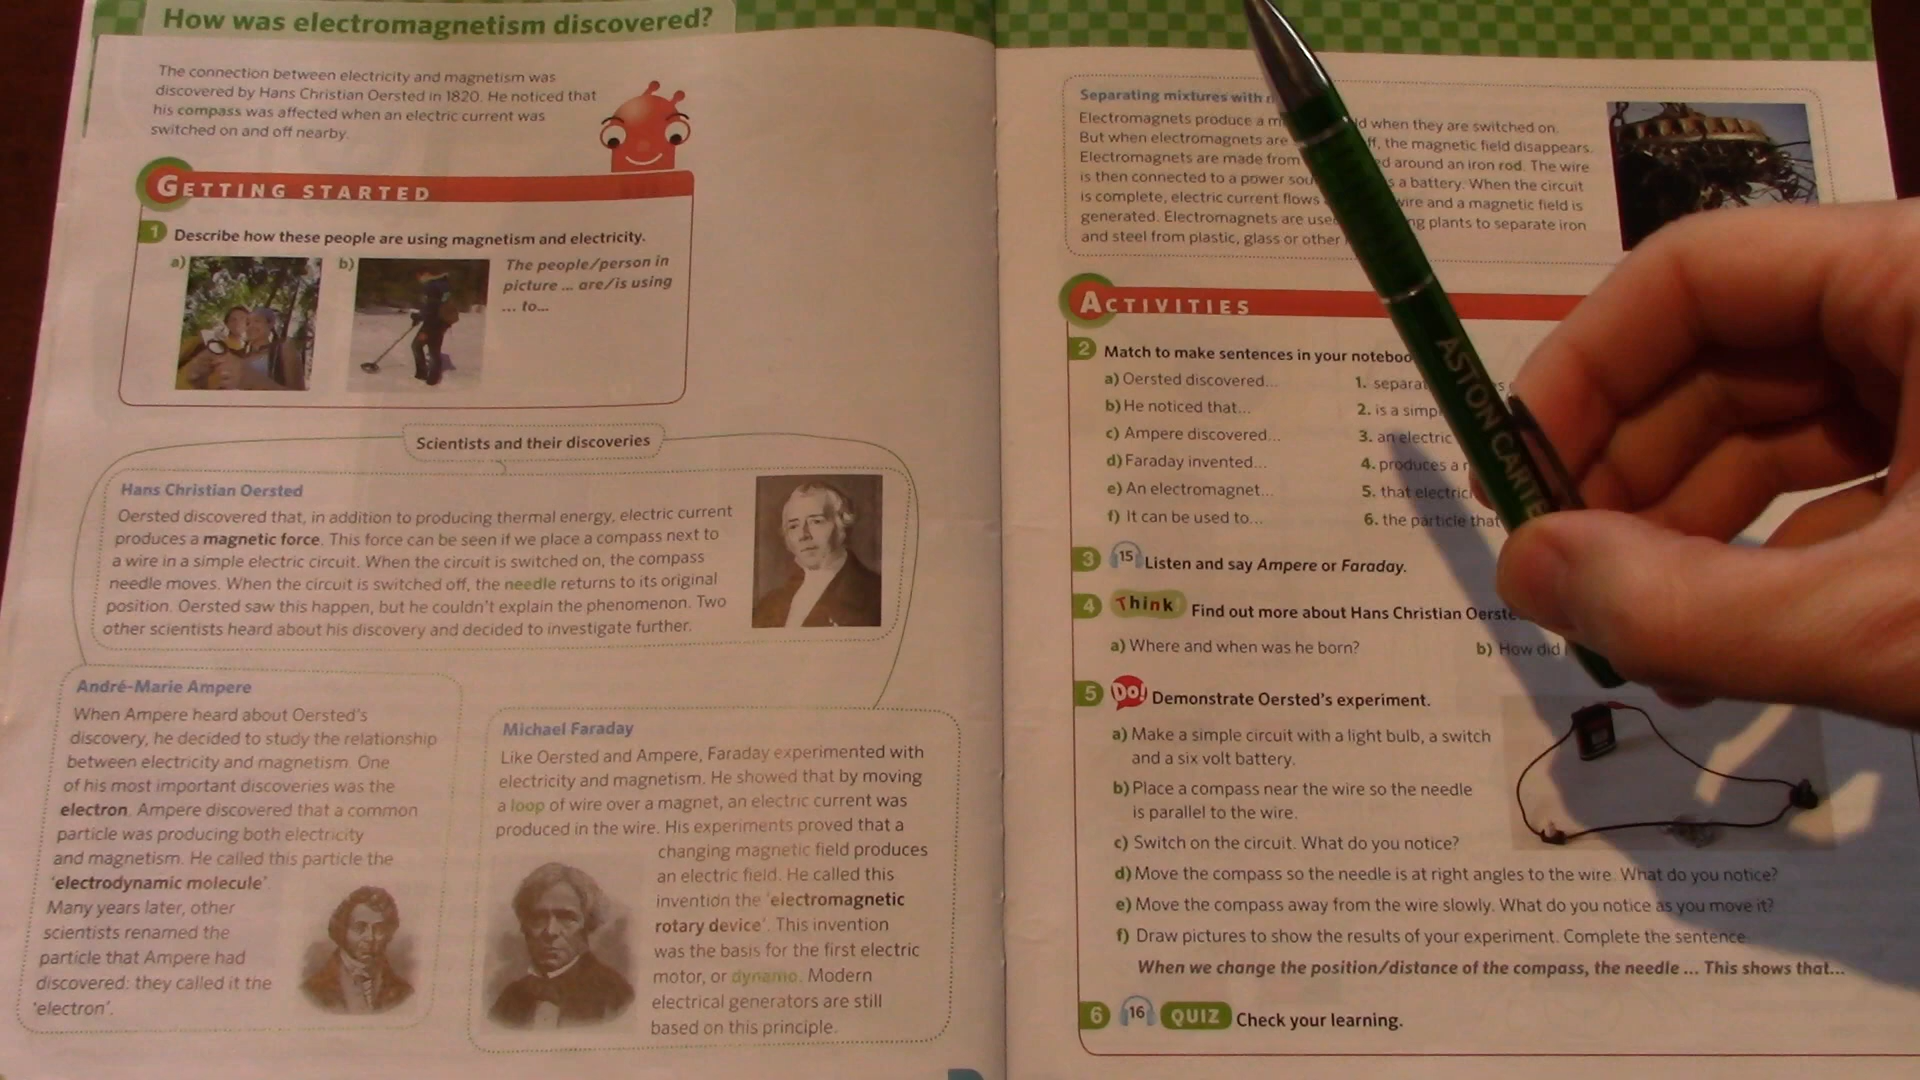 How was electromagnetism discovered?
The connection between electricity and magnetism was
discovered by Hans Christian Oersted in 1820. He noticed that
his compass was affected when an electric current was
switched on and off nearby.
GETTING STARTED
1 Describe how these people are using magnetism and electricity.
a)
b)
The people/person in
picture ... are/is using
... to...
Scientists and their discoveries
Hans Christian Oersted
Oersted discovered that, in addition to producing thermal energy, electric current
produces a magnetic force. This force can be seen if we place a compass next to
a wire in a simple electric circuit. When the circuit is switched on, the compass
needle moves. When the circuit is switched off, the needle returns to its original
position. Oersted saw this happen, but he couldn't explain the phenomenon. Two
other scientists heard about his discovery and decided to investigate further.
André-Marie Ampere
When Ampere heard about Oersted's
discovery, he decided to study the relationship
between electricity and magnetism. One
of his most important discoveries was the
electron. Ampere discovered that a common
particle was producing both electricity
and magnetism. He called this particle the
'electrodynamic molecule'.
Many years later, other
scientists renamed the
particle that Ampere had
discovered: they called it the
'electron'.
Michael Faraday
Like Oersted and Ampere, Faraday experimented with
electricity and magnetism. He showed that by moving
a loop of wire over a magnet, an electric current was
produced in the wire. His experiments proved that a
changing magnetic field produces
an electric field. He called this
invention the 'electromagnetic
rotary device'. This invention
was the basis for the first electric
motor, or dynamo. Modern
electrical generators are still
based on this principle.
Separating mixtures with
Electromagnets produce a when they are switched on.
But when electromagnets are the magnetic field disappears.
Electromagnets are made from around an iron rod. The wire
is then connected to a power a battery. When the circuit
is complete, electric current flows wire and a magnetic field is
generated. Electromagnets are plants to separate iron
and steel from plastic, glass or other
ACTIVITIES
2 Match to make sentences in your
a) Oersted discovered... 1.
b) He noticed that... 2. is a
c) Ampere discovered... 3. an electric
d) Faraday invented... 4. produces a
e) An electromagnet... 5. that
f) It can be used to... 6. the particle that
3 15 Listen and say Ampere or Faraday.
4 Think! Find out more about Hans Christian
a) Where and when was he born? b) How did
5 Do! Demonstrate Oersted's experiment.
a) Make a simple circuit with a light bulb, a switch
and a six volt battery.
b) Place a compass near the wire so the needle
is parallel to the wire.
c) Switch on the circuit. What do you notice?
d) Move the compass so the needle is at right angles to the wire. What do you notice?
e) Move the compass away from the wire slowly. What do you notice as you move it?
f) Draw pictures to show the results of your experiment. Complete the sentence.
When we change the position/distance of the compass, the needle ... This shows that...
6 16 QUIZ Check your learning.
ASTON